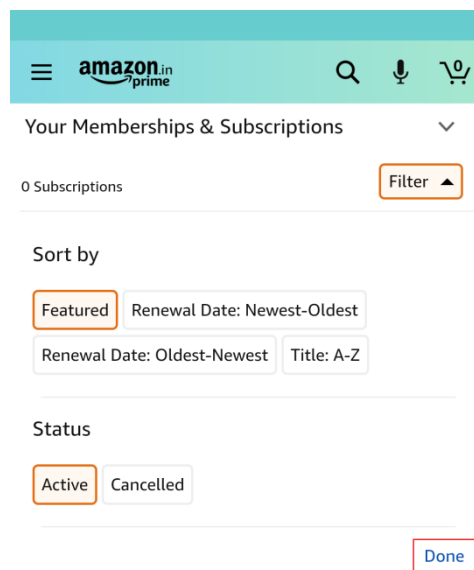 amazon.in
prime
0
Your Memberships & Subscriptions
0 Subscriptions
Filter
Sort by
Featured
Renewal Date: Newest-Oldest
Renewal Date: Oldest-Newest
Title: A-Z
Status
Active
Cancelled
Done